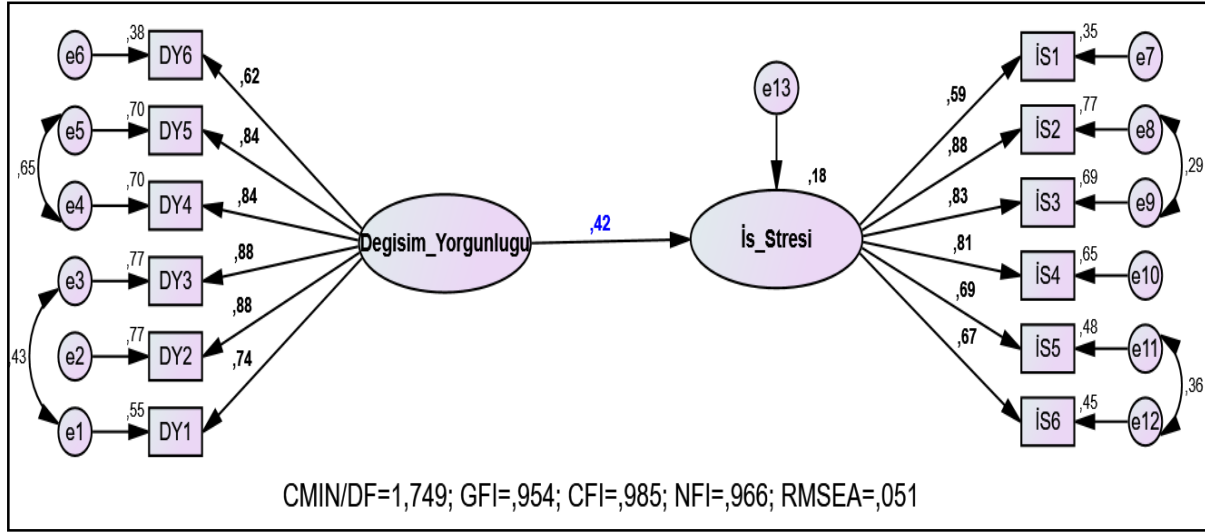 ,38
,35
e6
DY6
İS1
e7
,62
e13
,59
,70
,77
e5
DY5
İS2
e8
,84
,88
,65
,29
,70
,18
,69
e4
DY4
,84
,83
İS3
e9
Degisim_Yorgunlugu
,42
İs_Stresi
,77
,88
,81
,65
e3
DY3
İS4
e10
,88
,69
,43
,77
,48
e2
DY2
,74
,67
İS5
e11
,36
,55
,45
e1
DY1
İS6
e12
CMIN/DF=1,749; GFI=,954; CFI=,985; NFI=,966; RMSEA=,051